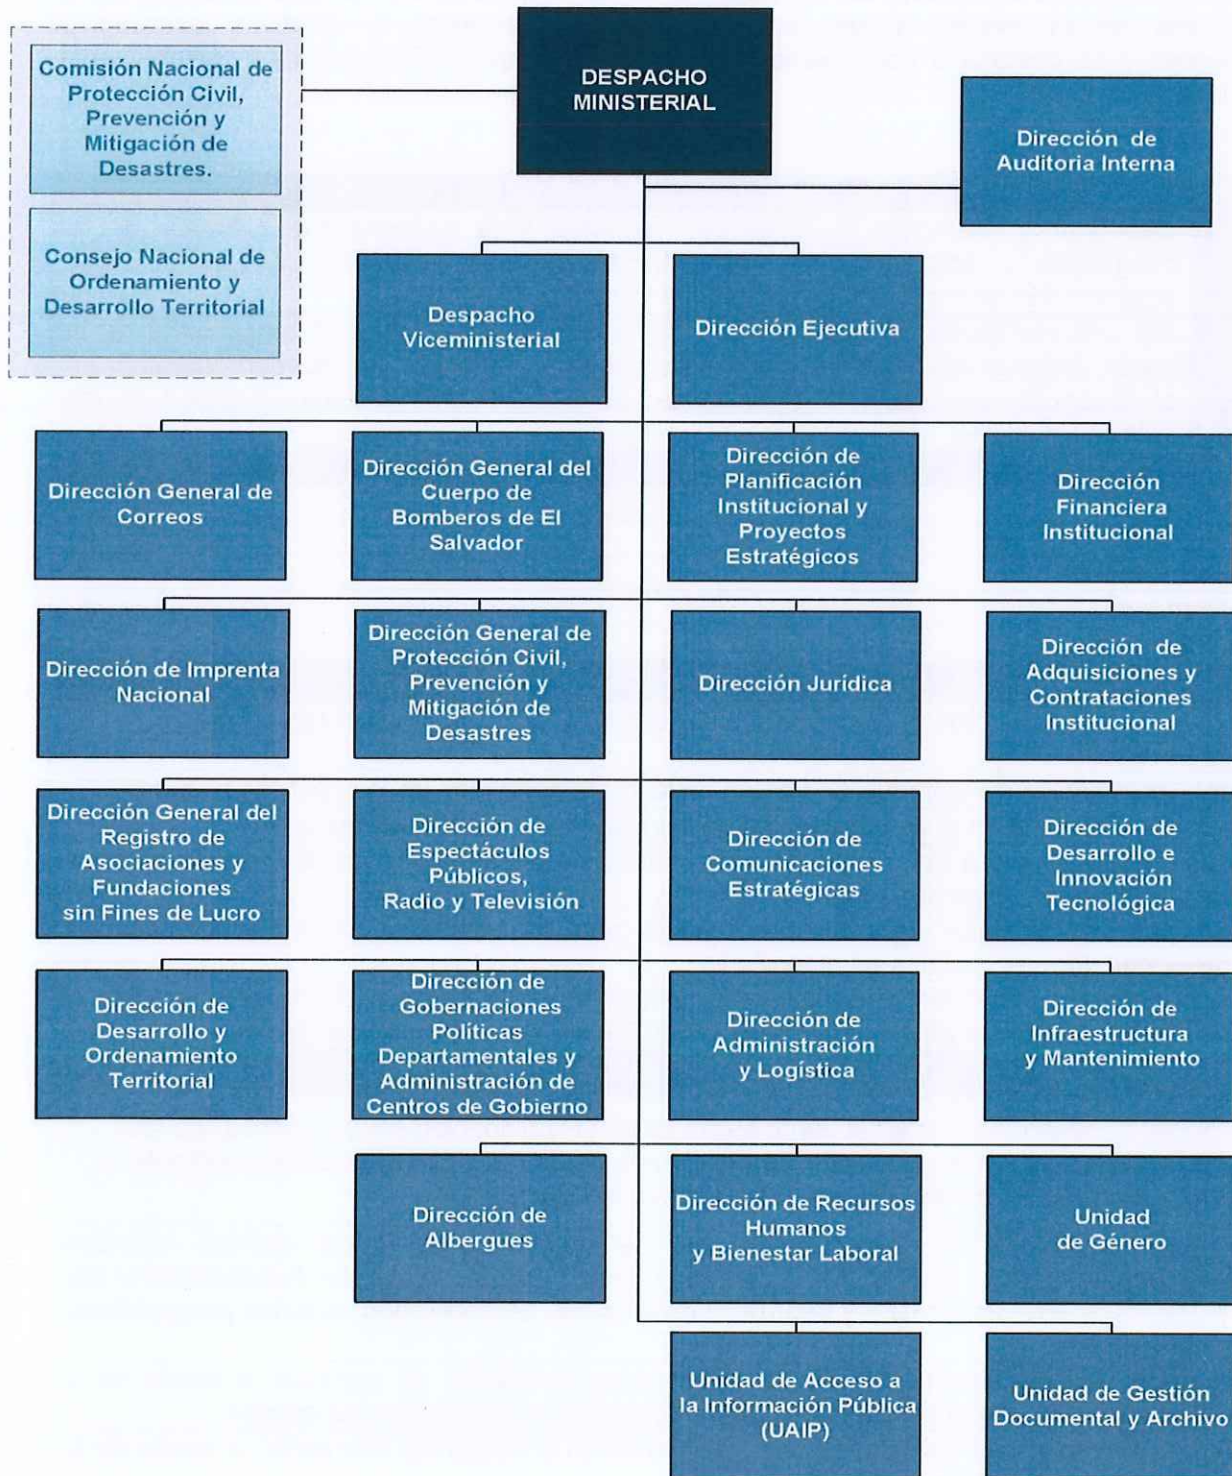 DESPACHO
MINISTERIAL
Comisión Nacional de
Protección Civil,
Prevención y
Mitigación de
Desastres.
Consejo Nacional de
Ordenamiento y
Desarrollo Territorial
Dirección de
Auditoria Interna
Despacho
Viceministerial
Dirección Ejecutiva
Dirección General de
Correos
Dirección General del
Cuerpo de
Bomberos de El
Salvador
Dirección de
Planificación
Institucional y
Proyectos
Estratégicos
Dirección
Financiera
Institucional
Dirección de Imprenta
Nacional
Dirección General de
Protección Civil,
Prevención y
Mitigación de
Desastres
Dirección Jurídica
Dirección de
Adquisiciones y
Contrataciones
Institucional
Dirección General del
Registro de
Asociaciones y
Fundaciones
sin Fines de Lucro
Dirección de
Espectáculos
Públicos,
Radio y Televisión
Dirección de
Comunicaciones
Estratégicas
Dirección de
Desarrollo e
Innovación
Tecnológica
Dirección de
Desarrollo y
Ordenamiento
Territorial
Dirección de
Gobernaciones
Políticas
Departamentales y
Administración de
Centros de Gobierno
Dirección de
Administración
y Logística
Dirección de
Infraestructura
y Mantenimiento
Dirección de
Albergues
Dirección de Recursos
Humanos
y Bienestar Laboral
Unidad
de Género
Unidad de Acceso a
la Información Pública
(UAIP)
Unidad de Gestión
Documental y Archivo